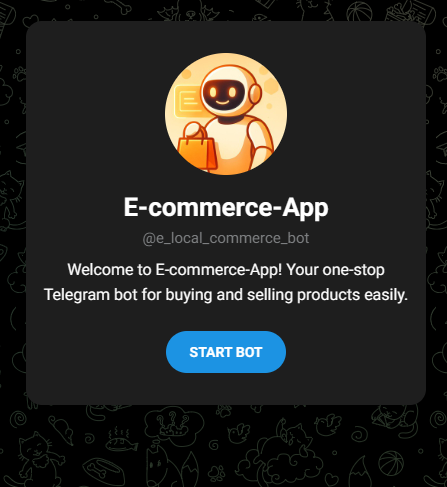 E-commerce-App
@e_local_commerce_bot
Welcome to E-commerce-App! Your one-stop
Telegram bot for buying and selling products easily.
START BOT